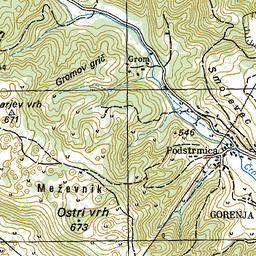 Gromov grič
Grom
Smolevec
arjev vrh
671
546
Podstrmica
Meževnik
Ostri vrh
673
GORENJA